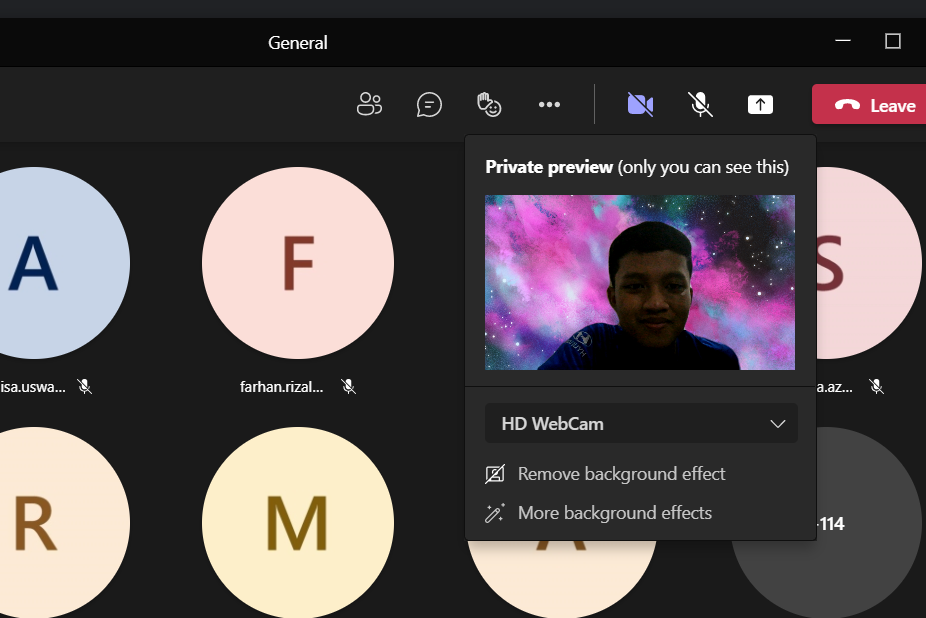 General
Leave
Private preview (only you can see this)
A
F
S
isa.uswa...
farhan.rizal...
a.az...
HD WebCam
Remove background effect
More background effects
R
M
A
-114